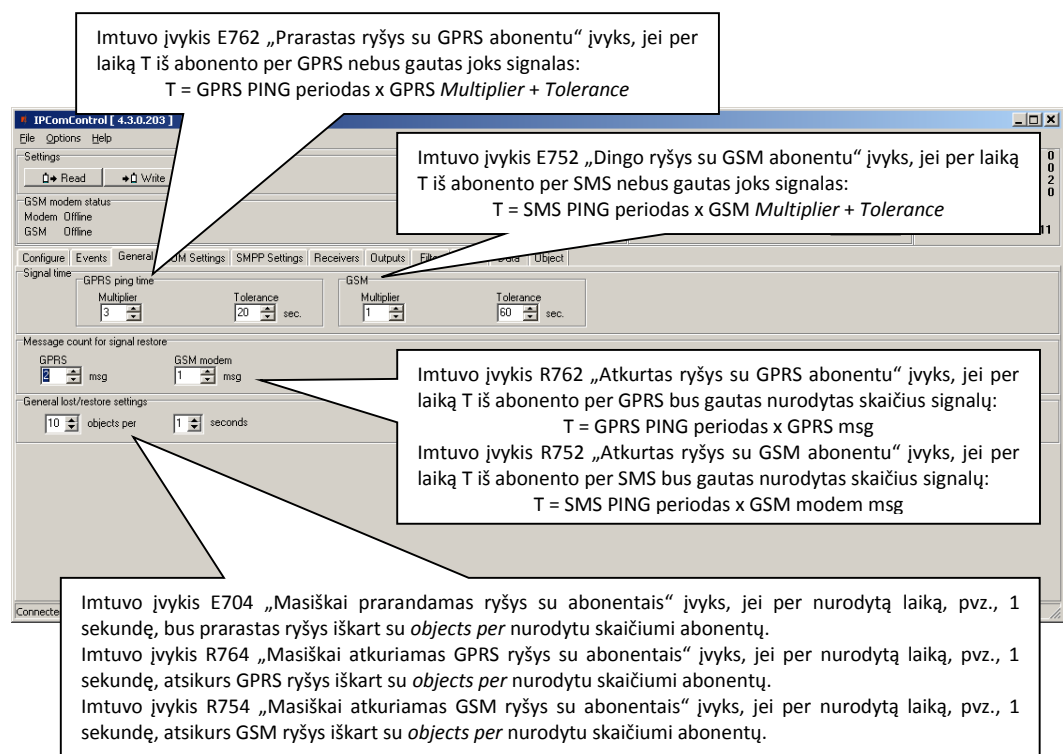 Imtuvo įvykis E762 „Prarastas ryšys su GPRS abonentu“ įvyks, jei per
laiką T iš abonento per GPRS nebus gautas joks signalas:
T = GPRS PING periodas x GPRS Multiplier + Tolerance
IPComControl [ 4.3.0.203 ]
File Options Help
Settings
Read Write
GSM modem status
Modem Offline
GSM Offline
Imtuvo įvykis E752 „Dingo ryšys su GSM abonentu“ įvyks, jei per laiką
T iš abonento per SMS nebus gautas joks signalas:
T = SMS PING periodas x GSM Multiplier + Tolerance
0
0
2
0
11
Configure Events General Settings SMPP Settings Receivers Outputs Object
Signal time
GPRS ping time
Multiplier Tolerance
3 20 sec.
GSM
Multiplier Tolerance
1 60 sec.
Message count for signal restore
GPRS GSM modem
2 msg 1 msg
General lost/restore settings
10 objects per 1 seconds
Imtuvo įvykis R762 „Atkurtas ryšys su GPRS abonentu“ įvyks, jei per
laiką T iš abonento per GPRS bus gautas nurodytas skaičius signalų:
T = GPRS PING periodas x GPRS msg
Imtuvo įvykis R752 „Atkurtas ryšys su GSM abonentu“ įvyks, jei per
laiką T iš abonento per SMS bus gautas nurodytas skaičius signalų:
T = SMS PING periodas x GSM modem msg
Imtuvo įvykis E704 „Masiškai prarandamas ryšys su abonentais“ įvyks, jei per nurodytą laiką, pvz., 1
sekundę, bus prarastas ryšys iškart su objects per nurodytu skaičiumi abonentų.
Imtuvo įvykis R764 „Masiškai atkuriamas GPRS ryšys su abonentais“ įvyks, jei per nurodytą laiką, pvz., 1
sekundę, atsikurs GPRS ryšys iškart su objects per nurodytu skaičiumi abonentų.
Imtuvo įvykis R754 „Masiškai atkuriamas GSM ryšys su abonentais“ įvyks, jei per nurodytą laiką, pvz., 1
sekundę, atsikurs GSM ryšys iškart su objects per nurodytu skaičiumi abonentų.